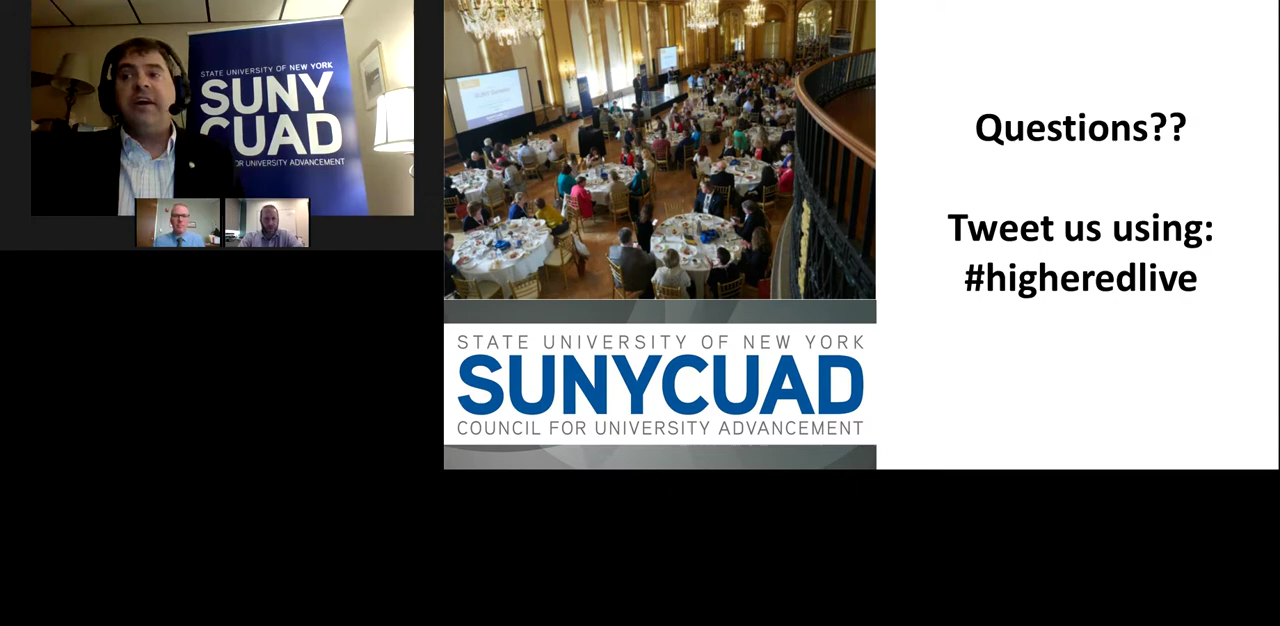 STATE UNIVERSITY OF NEW YORK
SUNY
CUAD
FOR UNIVERSITY ADVANCEMENT
STATE UNIVERSITY OF NEW YORK
SUNYCUAD
COUNCIL FOR UNIVERSITY ADVANCEMENT
Questions??
Tweet us using:
#higheredlive